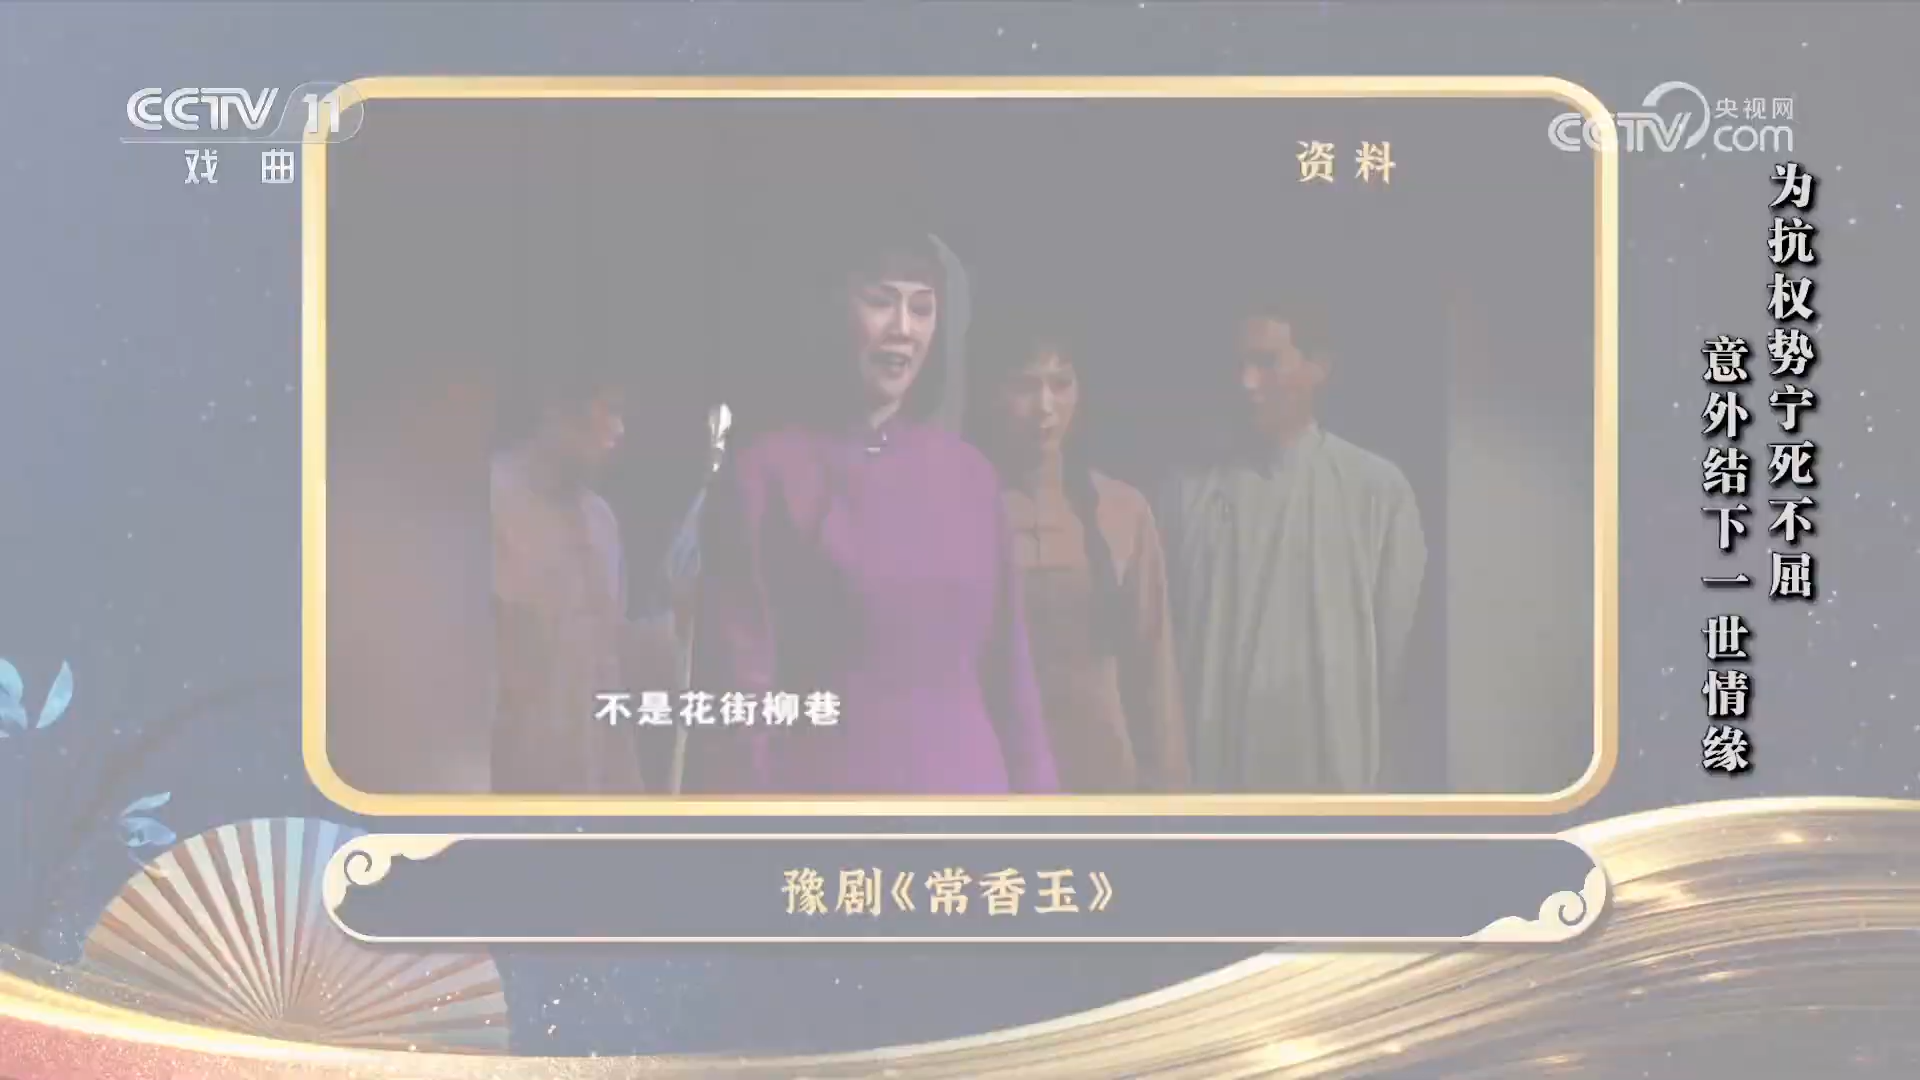 CCTV 11
戏曲
央视网
CCTV.com
资料
为抗权势宁死不屈
意外结下一世情缘
不是花街柳巷
豫剧《常香玉》